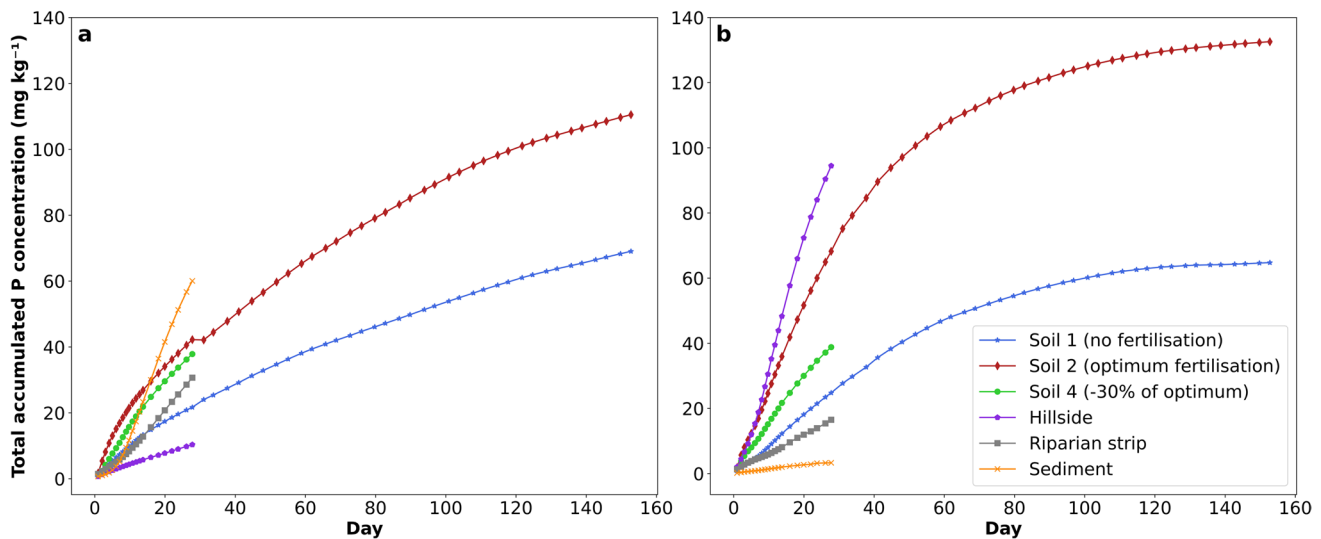 a
140
120
100
80
60
40
20
0
0 20 40 60 80 100 120 140 160
Day
Total accumulated P concentration (mg kg⁻¹)
b
140
120
100
80
60
40
20
0
0 20 40 60 80 100 120 140 160
Day
Soil 1 (no fertilisation)
Soil 2 (optimum fertilisation)
Soil 4 (-30% of optimum)
Hillside
Riparian strip
Sediment